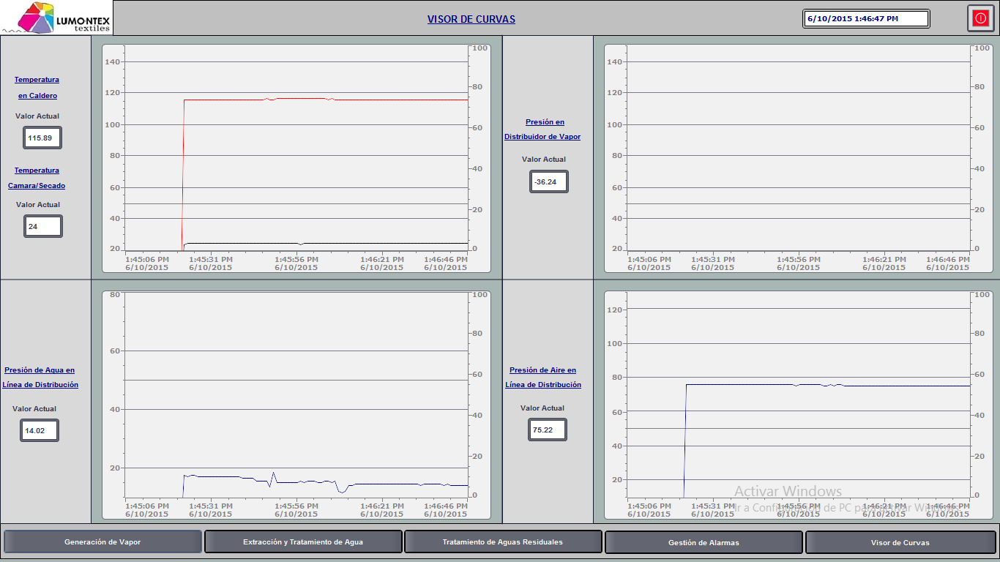 LUMONTEX
textiles
VISOR DE CURVAS
6/10/2015 1:46:47 PM
Temperatura
en Caldero
Valor Actual
115.89
Temperatura
Camara/Secado
Valor Actual
24
140
120
100
80
60
40
20
100
80
60
40
20
0
1:45:06 PM 1:45:31 PM 1:45:56 PM 1:46:21 PM 1:46:46 PM
6/10/2015 6/10/2015 6/10/2015 6/10/2015 6/10/2015
Presión en
Distribuidor de Vapor
Valor Actual
-36.24
140
120
100
80
60
40
20
100
80
60
40
20
0
1:45:06 PM 1:45:31 PM 1:45:56 PM 1:46:21 PM 1:46:46 PM
6/10/2015 6/10/2015 6/10/2015 6/10/2015 6/10/2015
Presión de Agua en
Línea de Distribución
Valor Actual
14.02
80
60
40
20
100
80
60
40
20
0
1:45:06 PM 1:45:31 PM 1:45:56 PM 1:46:21 PM 1:46:46 PM
6/10/2015 6/10/2015 6/10/2015 6/10/2015 6/10/2015
Presión de Aire en
Línea de Distribución
Valor Actual
75.22
120
100
80
60
40
20
100
80
60
40
20
0
1:45:06 PM 1:45:31 PM 1:45:56 PM 1:46:21 PM 1:46:46 PM
6/10/2015 6/10/2015 6/10/2015 6/10/2015 6/10/2015
Activar Windows
Ir a Configuración de PC para activar Windows.
Generación de Vapor
Extracción y Tratamiento de Agua
Tratamiento de Aguas Residuales
Gestión de Alarmas
Visor de Curvas